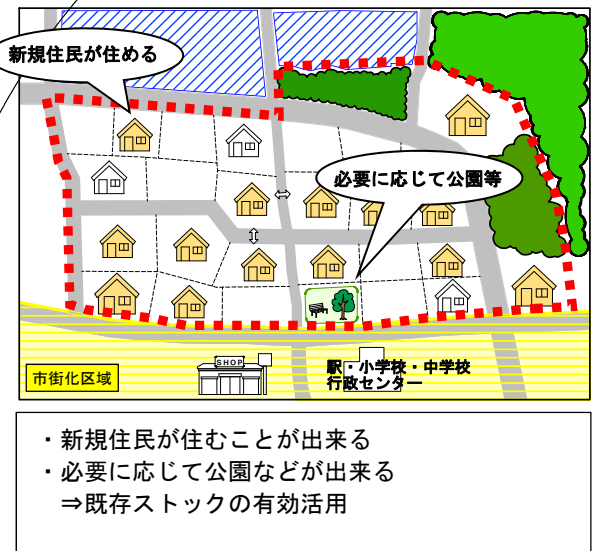 新規住民が住める
必要に応じて公園等
SHOP
駅・小学校・中学校
行政センター
市街化区域
・新規住民が住むことが出来る
・必要に応じて公園などが出来る
⇒既存ストックの有効活用